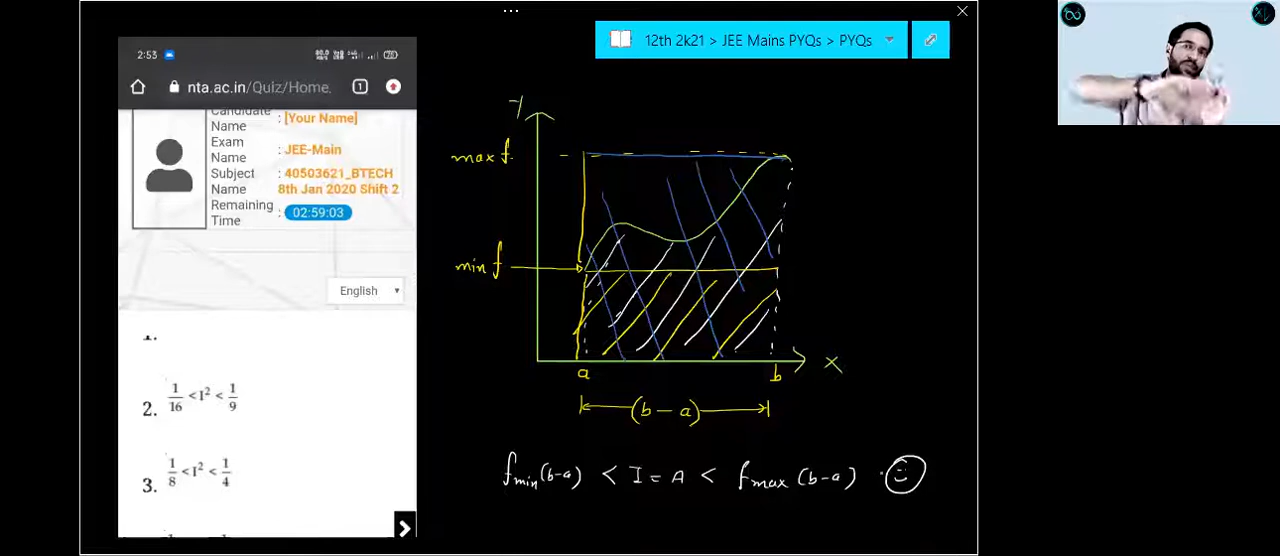 12th 2k21 > JEE Mains PYQs > PYQs
2:53
nta.ac.in/Quiz/Home.
1
Candidate Name : [Your Name]
Exam Name : JEE-Main
Subject Name : 40503621_BTECH 8th Jan 2020 Shift 2
Remaining Time : 02:59:03
English
1.
2. 1/16 < I² < 1/9
3. 1/8 < I² < 1/4
Y
max f
min f
a
b
X
(b - a)
fmin (b-a) < I = A < fmax (b-a)